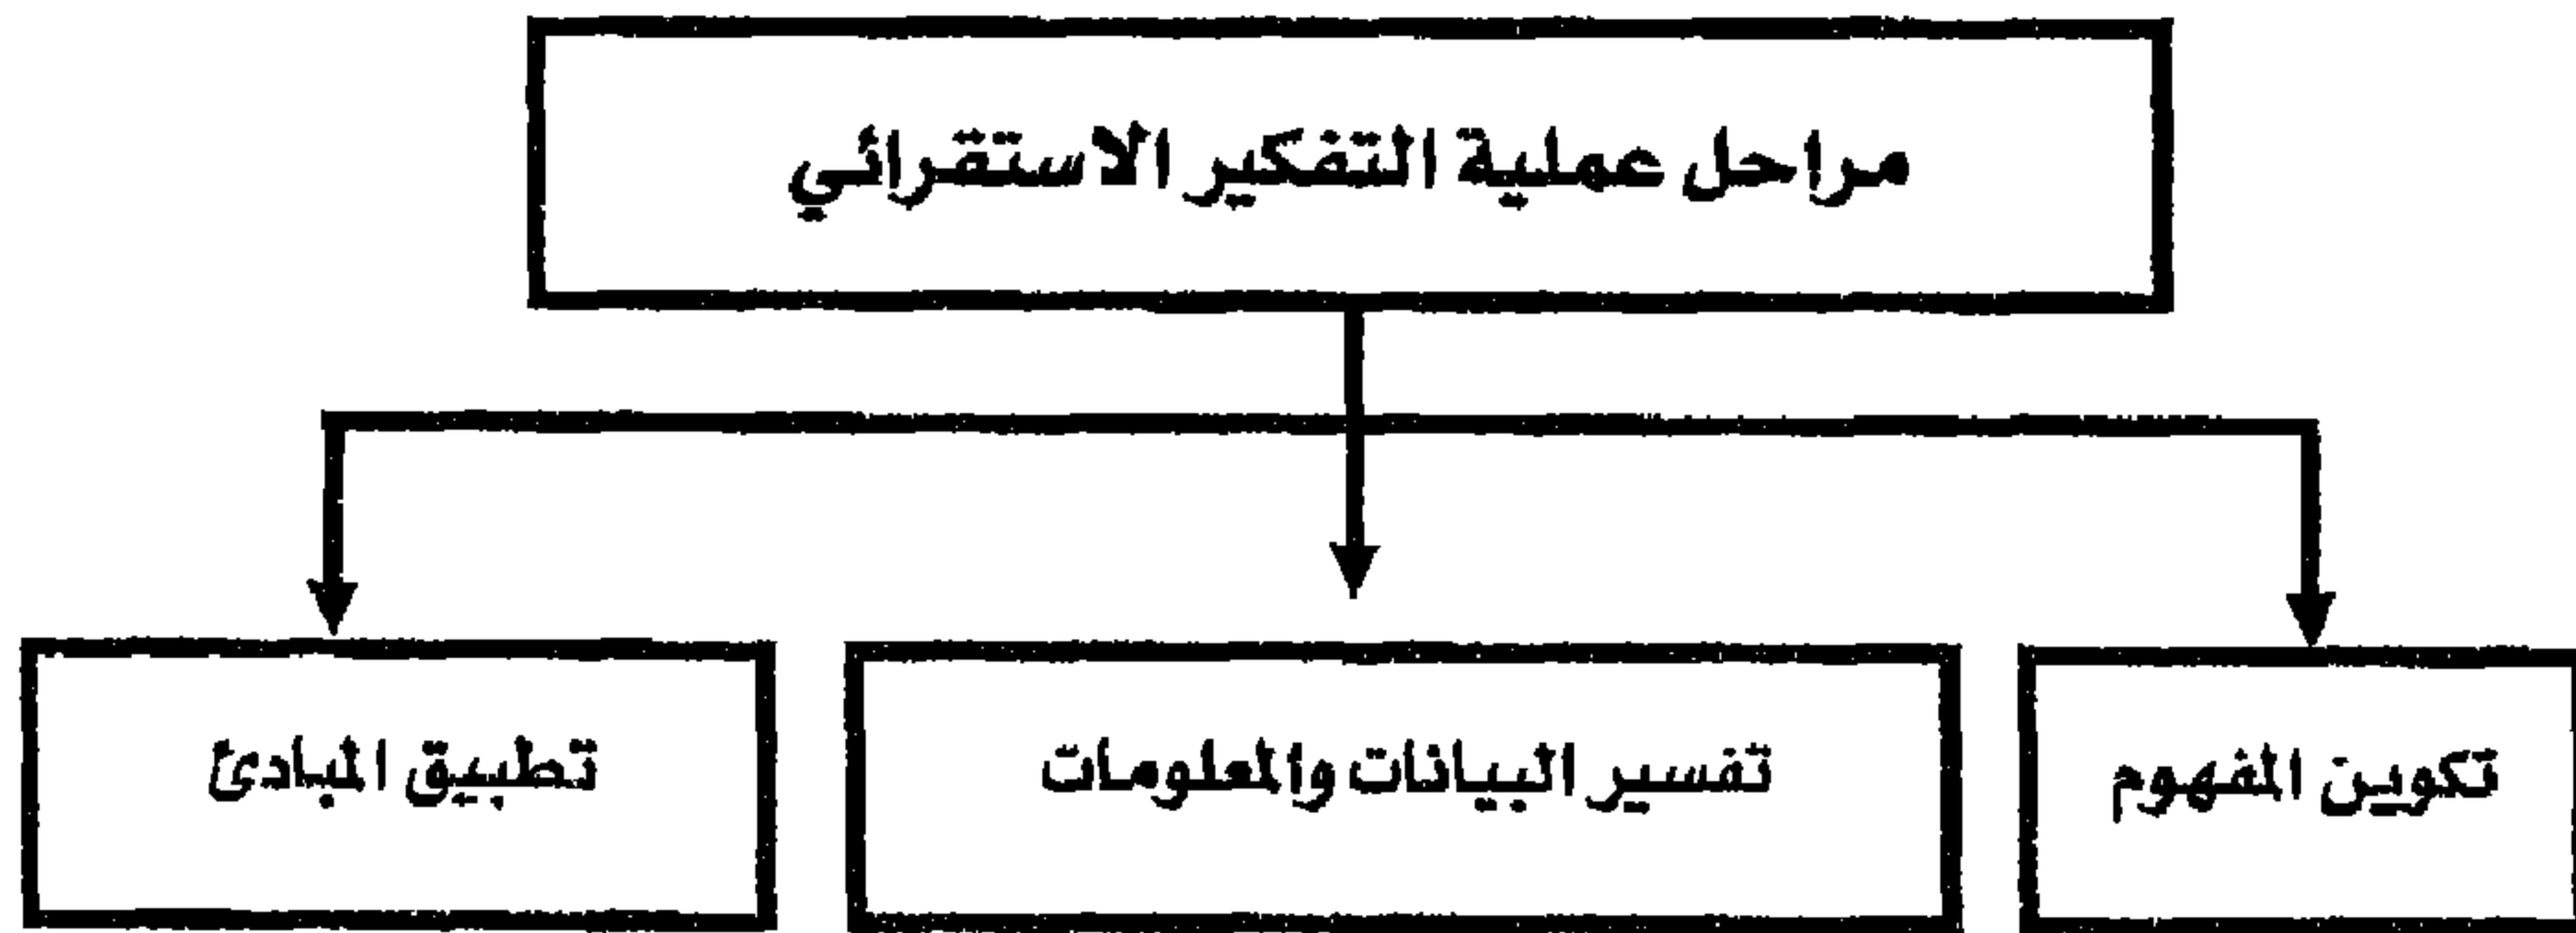 مراحل عملية التفكير الاستقرائي
تكوين المفهوم
تفسير البيانات والمعلومات
تطبيق المبادئ